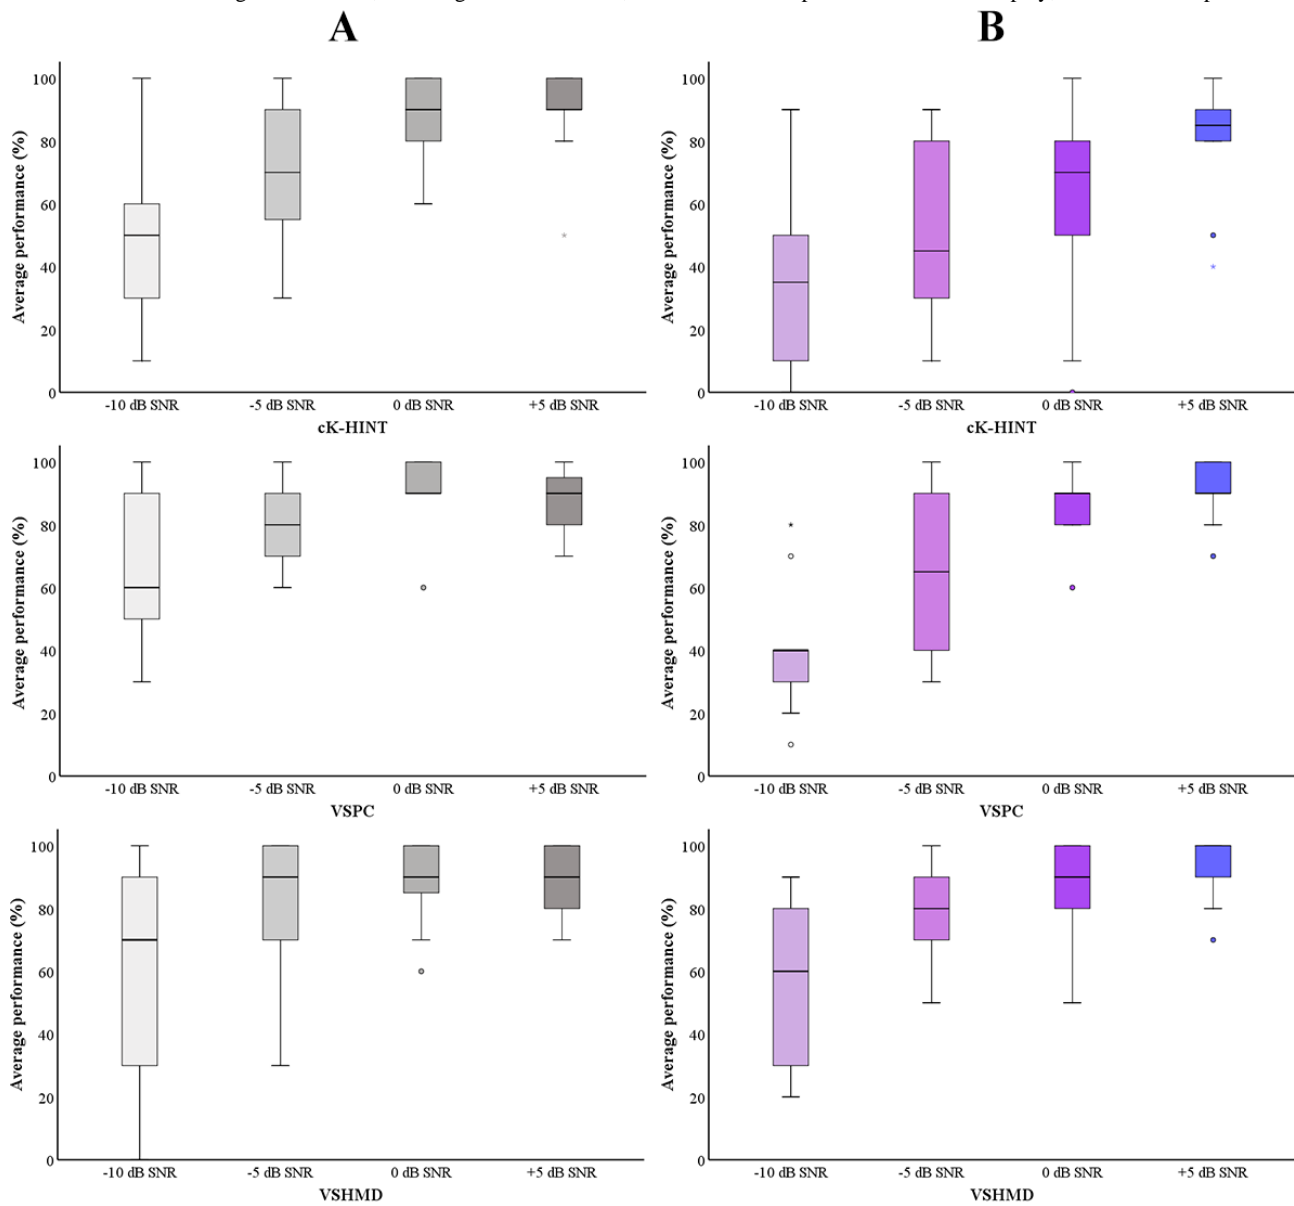 A
B
Average performance (%)
100
80
60
40
20
0
-10 dB SNR
-5 dB SNR
0 dB SNR
+5 dB SNR
cK-HINT
Average performance (%)
100
80
60
40
20
0
-10 dB SNR
-5 dB SNR
0 dB SNR
+5 dB SNR
cK-HINT
Average performance (%)
100
80
60
40
20
0
-10 dB SNR
-5 dB SNR
0 dB SNR
+5 dB SNR
VSPC
Average performance (%)
100
80
60
40
20
0
-10 dB SNR
-5 dB SNR
0 dB SNR
+5 dB SNR
VSPC
Average performance (%)
100
80
60
40
20
0
-10 dB SNR
-5 dB SNR
0 dB SNR
+5 dB SNR
VSHMD
Average performance (%)
100
80
60
40
20
0
-10 dB SNR
-5 dB SNR
0 dB SNR
+5 dB SNR
VSHMD